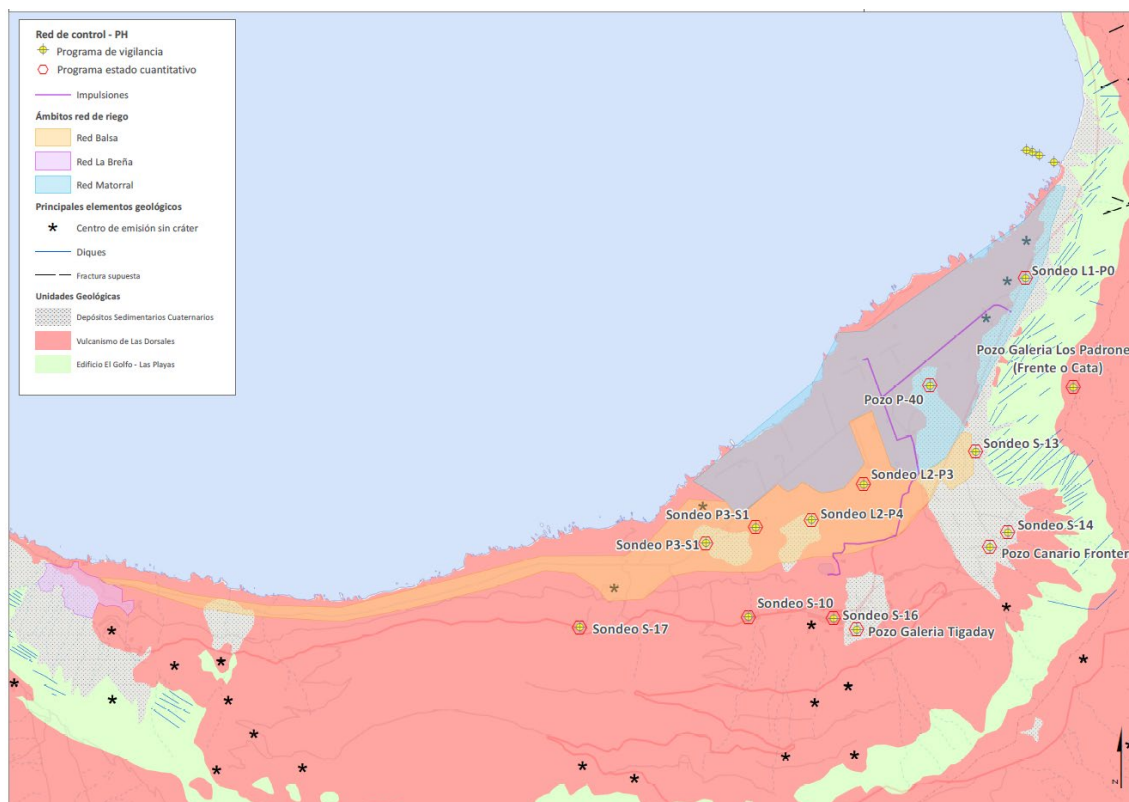 Red de control - PH
Programa de vigilancia
Programa estado cuantitativo
Impulsiones
Ámbitos red de riego
Red Balsa
Red La Breña
Red Matorral
Principales elementos geológicos
Centro de emisión sin cráter
Diques
Fractura supuesta
Unidades Geológicas
Depósitos Sedimentarios Cuaternarios
Vulcanismo de Las Dorsales
Edificio El Golfo - Las Playas
Sondeo L1-P0
Pozo Galeria Los Padrone
(Frente o Cata)
Pozo P-40
Sondeo S-13
Sondeo L2-P3
Sondeo P3-S1
Sondeo L2-P4
Sondeo S-14
Sondeo P3-S1
Pozo Canario Fronter
Sondeo S-10
Sondeo S-16
Sondeo S-17
Pozo Galeria Tigaday
N